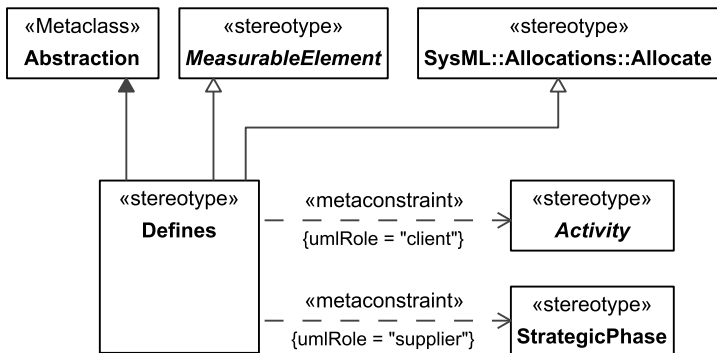 «Metaclass»
Abstraction
«stereotype»
MeasurableElement
«stereotype»
SysML::Allocations::Allocate
«stereotype»
Defines
«metaconstraint»
{umlRole = "client"}
«stereotype»
Activity
«metaconstraint»
{umlRole = "supplier"}
«stereotype»
StrategicPhase